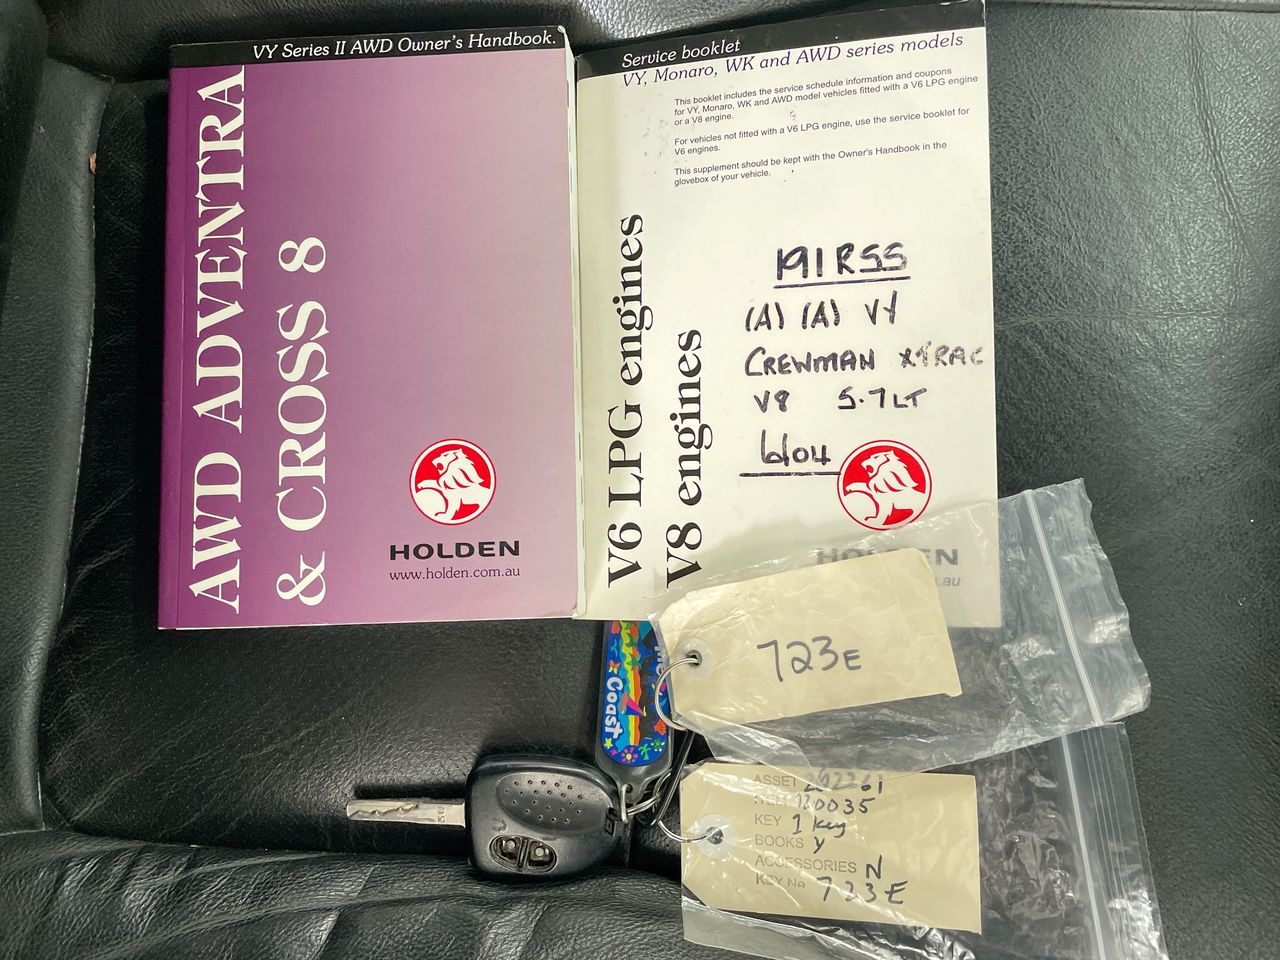 VY Series II AWD Owner's Handbook.
AWD ADVENTRA
& CROSS 8
HOLDEN
www.holden.com.au
Service booklet
VY, Monaro, WK and AWD series models
This booklet includes the service schedule information and coupons
for VY, Monaro, WK and AWD model vehicles fitted with a V6 LPG engine
or a V8 engine.
For vehicles not fitted with a V6 LPG engine, use the service booklet for
V6 engines.
This supplement should be kept with the Owner's Handbook in the
glovebox of your vehicle.
V6 LPG engines
V8 engines
191RSS
(A) (A) VY
CREWMAN XTRAC
V8 5.7LT
6/04
HOLDEN
.au
723E
Coast
ASSET 262261
ITEM 120035
KEY 1 key
BOOKS Y
ACCESSORIES N
KEY No 723E